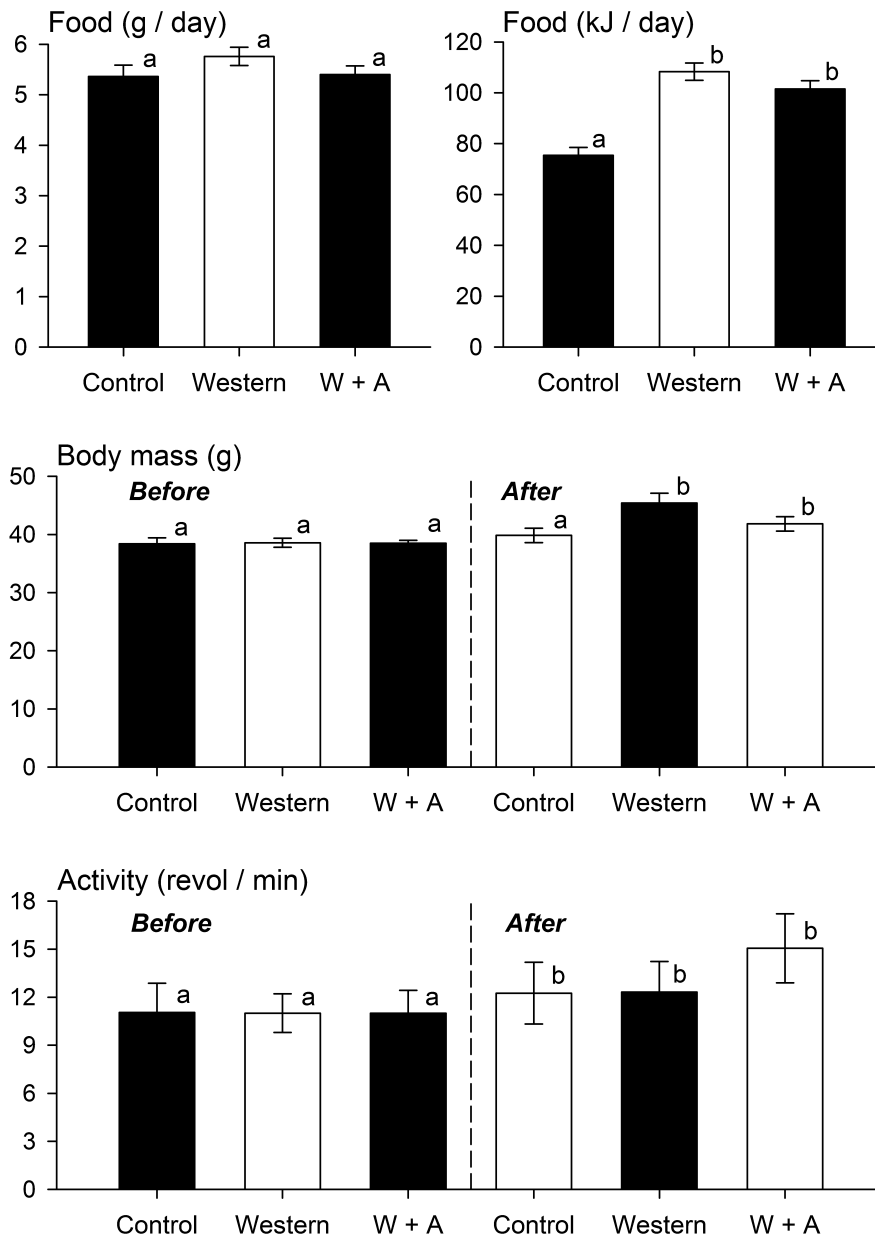 Food (g / day)
6
5
4
3
2
1
0
a
a
a
Control Western W + A
Food (kJ / day)
120
100
80
60
40
20
0
a
b
b
Control Western W + A
Body mass (g)
50
40
30
20
10
0
Before
After
a
a
a
a
b
b
Control Western W + A Control Western W + A
Activity (revol / min)
18
15
12
9
6
3
0
Before
After
a
a
a
b
b
b
Control Western W + A Control Western W + A